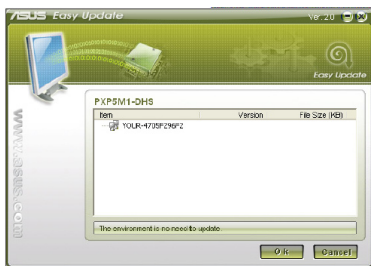 ASUS Easy Update
ver. 2.0
Easy Update
PXP5M1-DHS
Item Version File Size (KB)
YOUR-4705F296F2
The environment is no need to update.
www.asus.com
OK Cancel